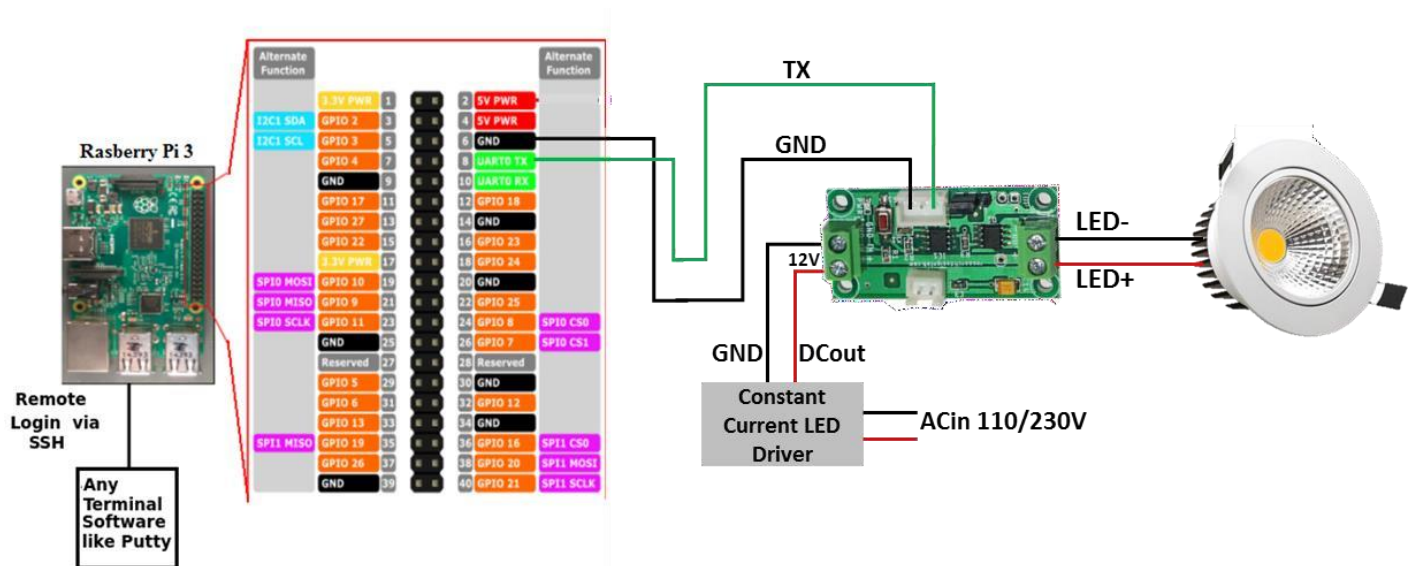 Alternate
Function
Alternate
Function
3.3V PWR 1 2 5V PWR
I2C1 SDA GPIO 2 3 4 5V PWR
I2C1 SCL GPIO 3 5 6 GND
GPIO 4 7 8 UART0 TX
GND 9 10 UART0 RX
GPIO 17 11 12 GPIO 18
GPIO 27 13 14 GND
GPIO 22 15 16 GPIO 23
3.3V PWR 17 18 GPIO 24
SPI0 MOSI GPIO 10 19 20 GND
SPI0 MISO GPIO 9 21 22 GPIO 25
SPI0 SCLK GPIO 11 23 24 GPIO 8 SPI0 CS0
GND 25 26 GPIO 7 SPI0 CS1
Reserved 27 28 Reserved
GPIO 5 29 30 GND
GPIO 6 31 32 GPIO 12
GPIO 13 33 34 GND
SPI1 MISO GPIO 19 35 36 GPIO 16 SPI1 CS0
GPIO 26 37 38 GPIO 20 SPI1 MOSI
GND 39 40 GPIO 21 SPI1 SCLK
Rasberry Pi 3
Remote
Login via
SSH
Any
Terminal
Software
like Putty
TX
GND
12V
GND
DCout
Constant
Current LED
Driver
ACin 110/230V
LED-
LED+